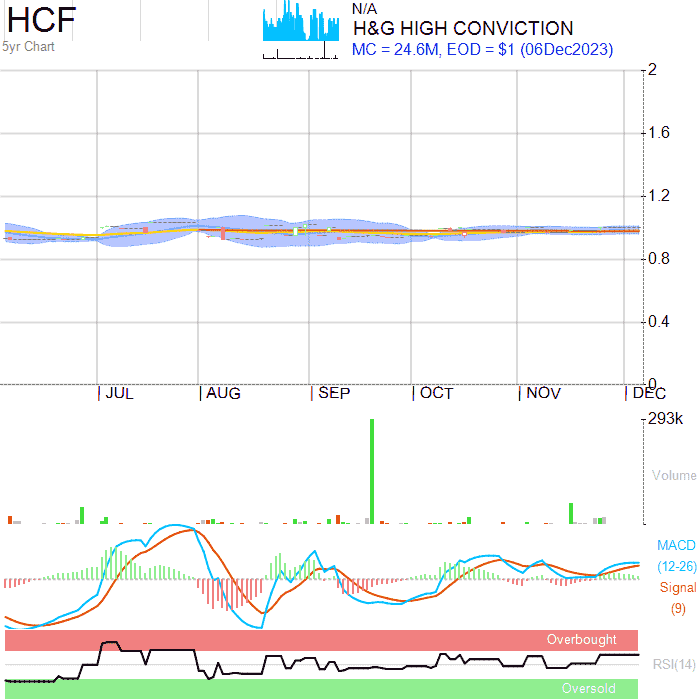 HCF
5yr Chart
N/A
H&G HIGH CONVICTION
MC = 24.6M, EOD = $1 (06Dec2023)
2
1.6
1.2
0.8
0.4
0
JUL AUG SEP OCT NOV DEC
293k
Volume
MACD
(12-26)
Signal
(9)
Overbought
RSI(14)
Oversold